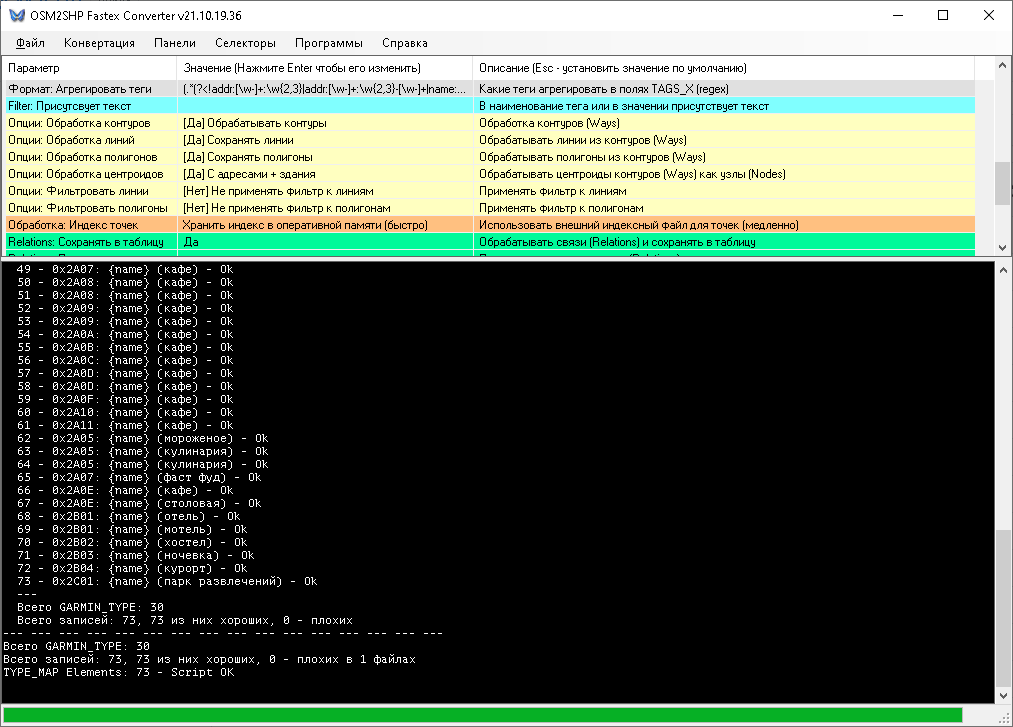 OSM2SHP Fastex Converter v21.10.19.36
Файл Конвертация Панели Селекторы Программы Справка
Параметр Значение (Нажмите Enter чтобы его изменить) Описание (Esc - установить значение по умолчанию)
Формат: Агрегировать теги (.*(?<!addr:[\w-]+:\w{2,3}|addr:[\w-]+:\w{2,3}-[\w-]+|name:... Какие теги агрегировать в полях TAGS_X (regex)
Filter: Присутсвует текст В наименование тега или в значении присутствует текст
Опции: Обработка контуров [Да] Обрабатывать контуры Обработка контуров (Ways)
Опции: Обработка линий [Да] Сохранять линии Обрабатывать линии из контуров (Ways)
Опции: Обработка полигонов [Да] Сохранять полигоны Обрабатывать полигоны из контуров (Ways)
Опции: Обработка центроидов [Да] С адресами + здания Обрабатывать центроиды контуров (Ways) как узлы (Nodes)
Опции: Фильтровать линии [Нет] Не применять фильтр к линиям Применять фильтр к линиям
Опции: Фильтровать полигоны [Нет] Не применять фильтр к полигонам Применять фильтр к полигонам
Обработка: Индекс точек Хранить индекс в оперативной памяти (быстро) Использовать внешний индексный файл для точек (медленно)
Relations: Сохранять в таблицу Да Обрабатывать связи (Relations) и сохранять в таблицу
49 - 0x2A07: {name} (кафе) - Ok
50 - 0x2A08: {name} (кафе) - Ok
51 - 0x2A08: {name} (кафе) - Ok
52 - 0x2A09: {name} (кафе) - Ok
53 - 0x2A09: {name} (кафе) - Ok
54 - 0x2A0A: {name} (кафе) - Ok
55 - 0x2A0B: {name} (кафе) - Ok
56 - 0x2A0C: {name} (кафе) - Ok
57 - 0x2A0D: {name} (кафе) - Ok
58 - 0x2A0D: {name} (кафе) - Ok
59 - 0x2A0F: {name} (кафе) - Ok
60 - 0x2A10: {name} (кафе) - Ok
61 - 0x2A11: {name} (кафе) - Ok
62 - 0x2A05: {name} (мороженое) - Ok
63 - 0x2A05: {name} (кулинария) - Ok
64 - 0x2A05: {name} (кулинария) - Ok
65 - 0x2A07: {name} (фаст фуд) - Ok
66 - 0x2A0E: {name} (кафе) - Ok
67 - 0x2A0E: {name} (столовая) - Ok
68 - 0x2B01: {name} (отель) - Ok
69 - 0x2B01: {name} (мотель) - Ok
70 - 0x2B02: {name} (хостел) - Ok
71 - 0x2B03: {name} (ночевка) - Ok
72 - 0x2B04: {name} (курорт) - Ok
73 - 0x2C01: {name} (парк развлечений) - Ok
---
Всего GARMIN_TYPE: 30
Всего записей: 73, 73 из них хороших, 0 - плохих
--- --- --- --- --- --- --- --- --- --- --- --- --- --- --- ---
Всего GARMIN_TYPE: 30
Всего записей: 73, 73 из них хороших, 0 - плохих в 1 файлах
TYPE_MAP Elements: 73 - Script OK